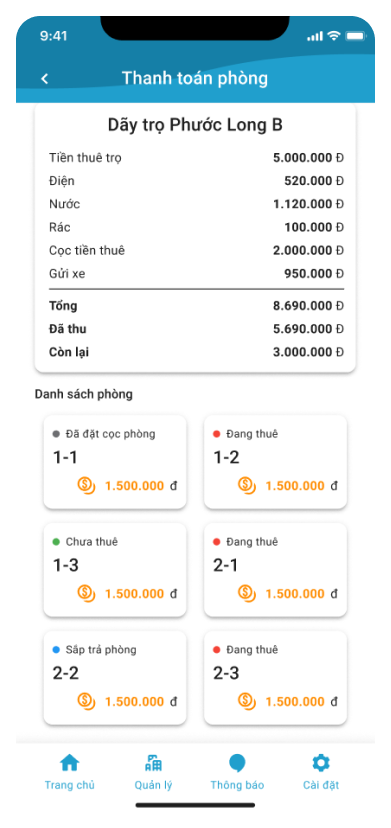 9:41
Thanh toán phòng
Dãy trọ Phước Long B
Tiền thuê trọ 5.000.000 Đ
Điện 520.000 Đ
Nước 1.120.000 Đ
Rác 100.000 Đ
Cọc tiền thuê 2.000.000 Đ
Gửi xe 950.000 Đ
Tổng 8.690.000 Đ
Đã thu 5.690.000 Đ
Còn lại 3.000.000 Đ
Danh sách phòng
Đã đặt cọc phòng
1-1
1.500.000 đ
Đang thuê
1-2
1.500.000 đ
Chưa thuê
1-3
1.500.000 đ
Đang thuê
2-1
1.500.000 đ
Sắp trả phòng
2-2
1.500.000 đ
Đang thuê
2-3
1.500.000 đ
Trang chủ Quản lý Thông báo Cài đặt